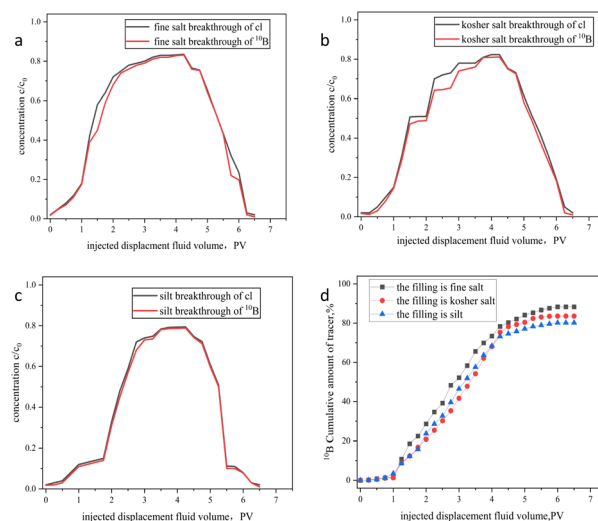 a
fine salt breakthrough of cl
fine salt breakthrough of ¹⁰B
concentration c/c₀
1.0
0.8
0.6
0.4
0.2
0.0
0 1 2 3 4 5 6 7
injected displacment fluid volume, PV
b
kosher salt breakthrough of cl
kosher salt breakthrough of ¹⁰B
concentration c/c₀
1.0
0.8
0.6
0.4
0.2
0.0
0 1 2 3 4 5 6 7
injected displacement fluid volume, PV
c
silt breakthrough of cl
silt breakthrough of ¹⁰B
concentration c/c₀
1.0
0.8
0.6
0.4
0.2
0.0
0 1 2 3 4 5 6 7
injected displacement fluid volume, PV
d
the filling is fine salt
the filling is kosher salt
the filling is silt
¹⁰B Cumulative amount of tracer,%
100
80
60
40
20
0
0 1 2 3 4 5 6 7
injected displacement fluid volume,PV